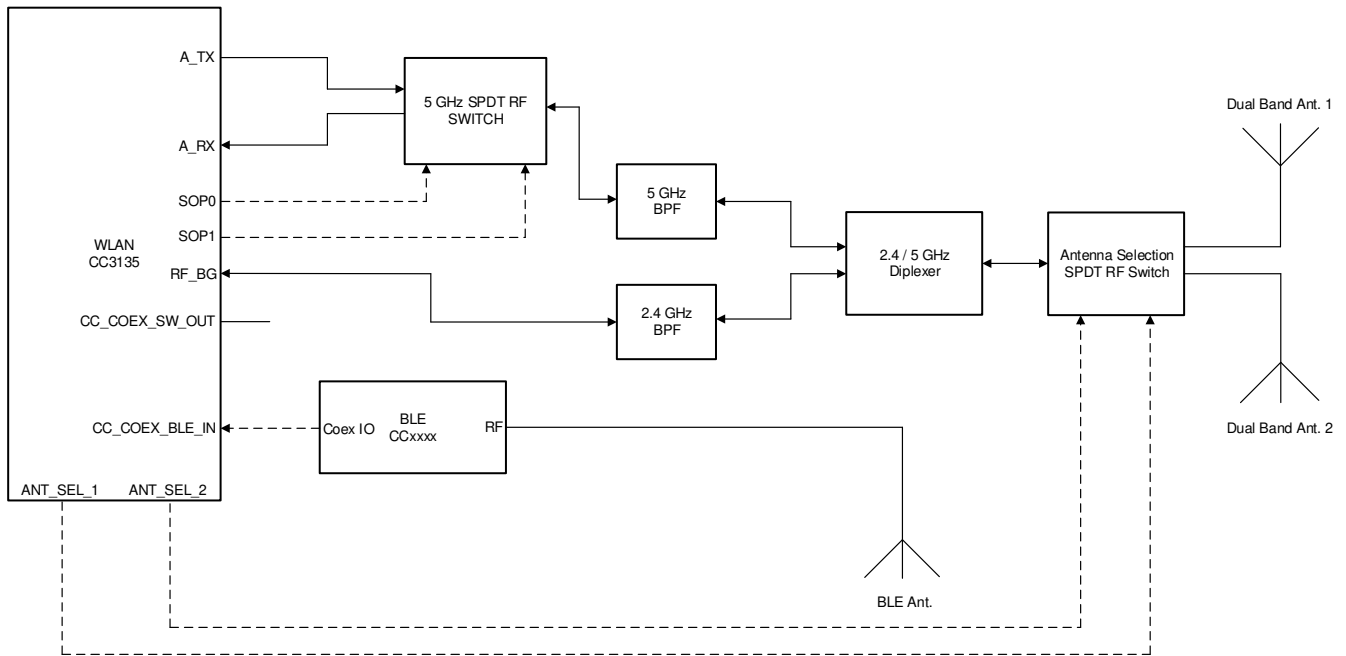 A_TX
A_RX
SOP0
SOP1
WLAN
CC3135
RF_BG
CC_COEX_SW_OUT
CC_COEX_BLE_IN
ANT_SEL_1
ANT_SEL_2
5 GHz SPDT RF
SWITCH
5 GHz
BPF
2.4 GHz
BPF
Coex IO
BLE
CCxxxx
RF
2.4 / 5 GHz
Diplexer
Antenna Selection
SPDT RF Switch
Dual Band Ant. 1
Dual Band Ant. 2
BLE Ant.